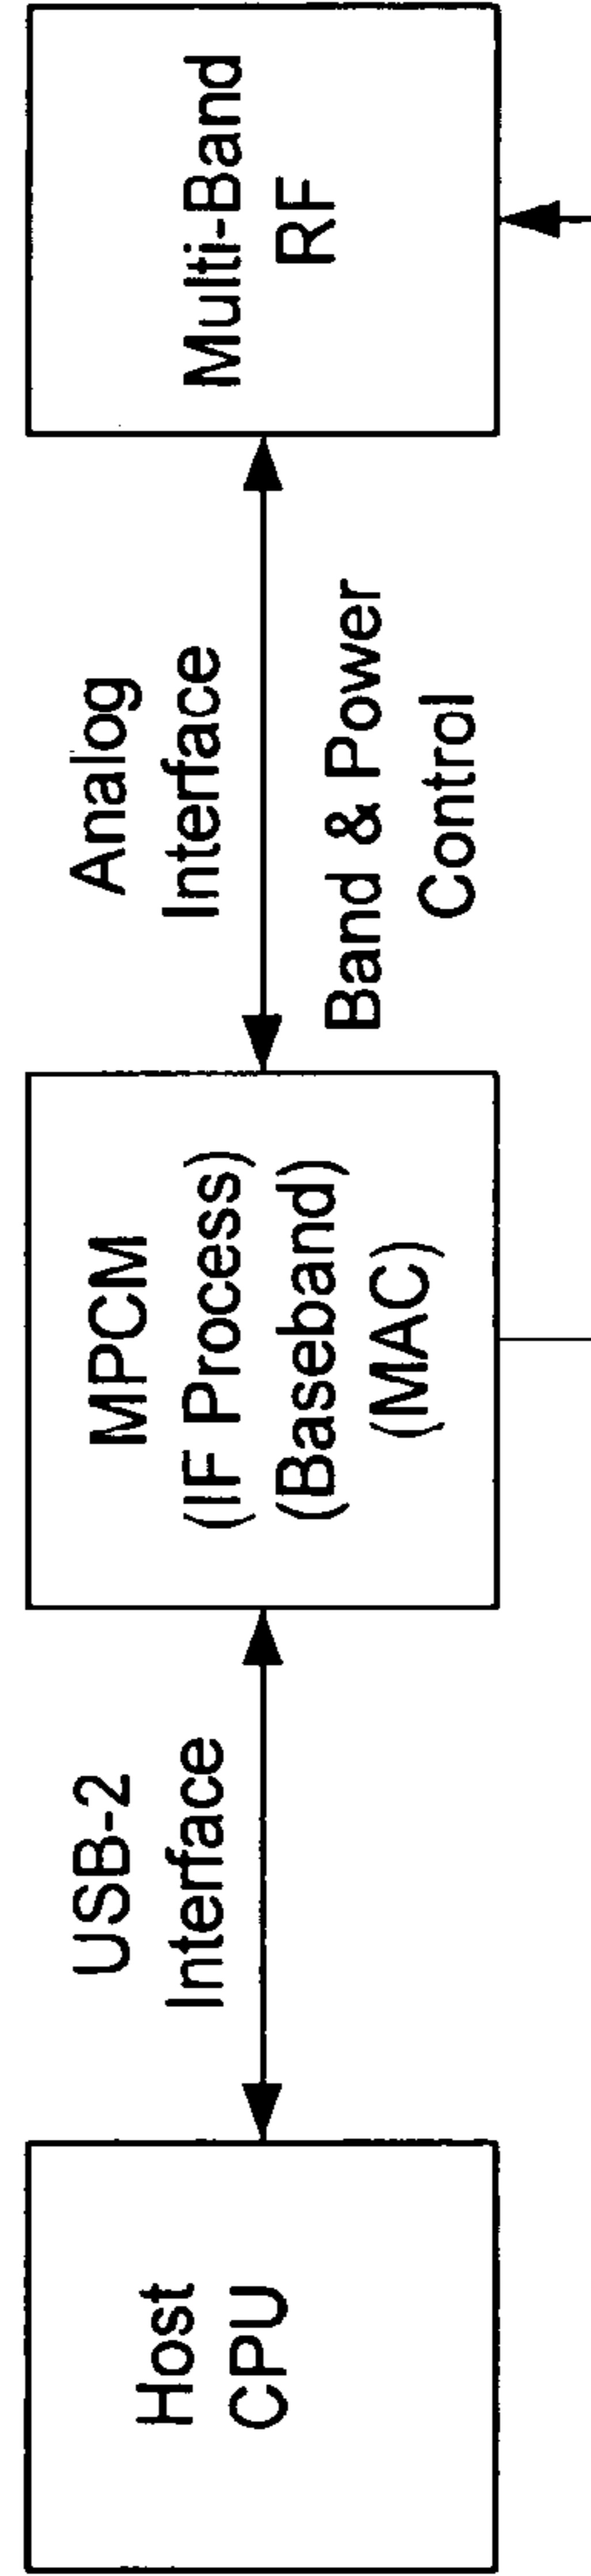 Host
CPU
USB-2
Interface
MPCM
(IF Process)
(Baseband)
(MAC)
Analog
Interface
Band & Power
Control
Multi-Band
RF